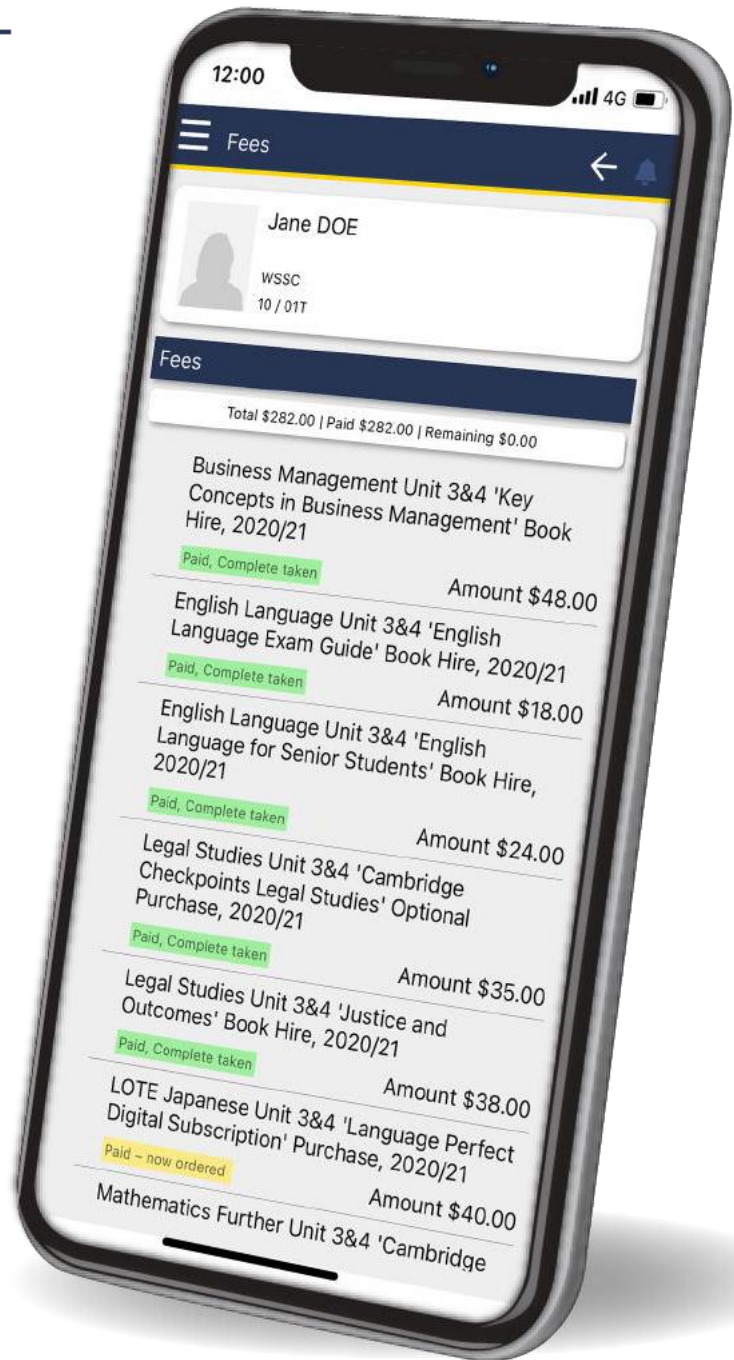 12:00
4G
Fees
Jane DOE
WSSC
10 / 01T
Fees
Total $282.00 | Paid $282.00 | Remaining $0.00
Business Management Unit 3&4 'Key
Concepts in Business Management' Book
Hire, 2020/21
Paid, Complete taken
Amount $48.00
English Language Unit 3&4 'English
Language Exam Guide' Book Hire, 2020/21
Paid, Complete taken
Amount $18.00
English Language Unit 3&4 'English
Language for Senior Students' Book Hire,
2020/21
Paid, Complete taken
Amount $24.00
Legal Studies Unit 3&4 'Cambridge
Checkpoints Legal Studies' Optional
Purchase, 2020/21
Paid, Complete taken
Amount $35.00
Legal Studies Unit 3&4 'Justice and
Outcomes' Book Hire, 2020/21
Paid, Complete taken
Amount $38.00
LOTE Japanese Unit 3&4 'Language Perfect
Digital Subscription' Purchase, 2020/21
Paid – now ordered
Amount $40.00
Mathematics Further Unit 3&4 'Cambridge